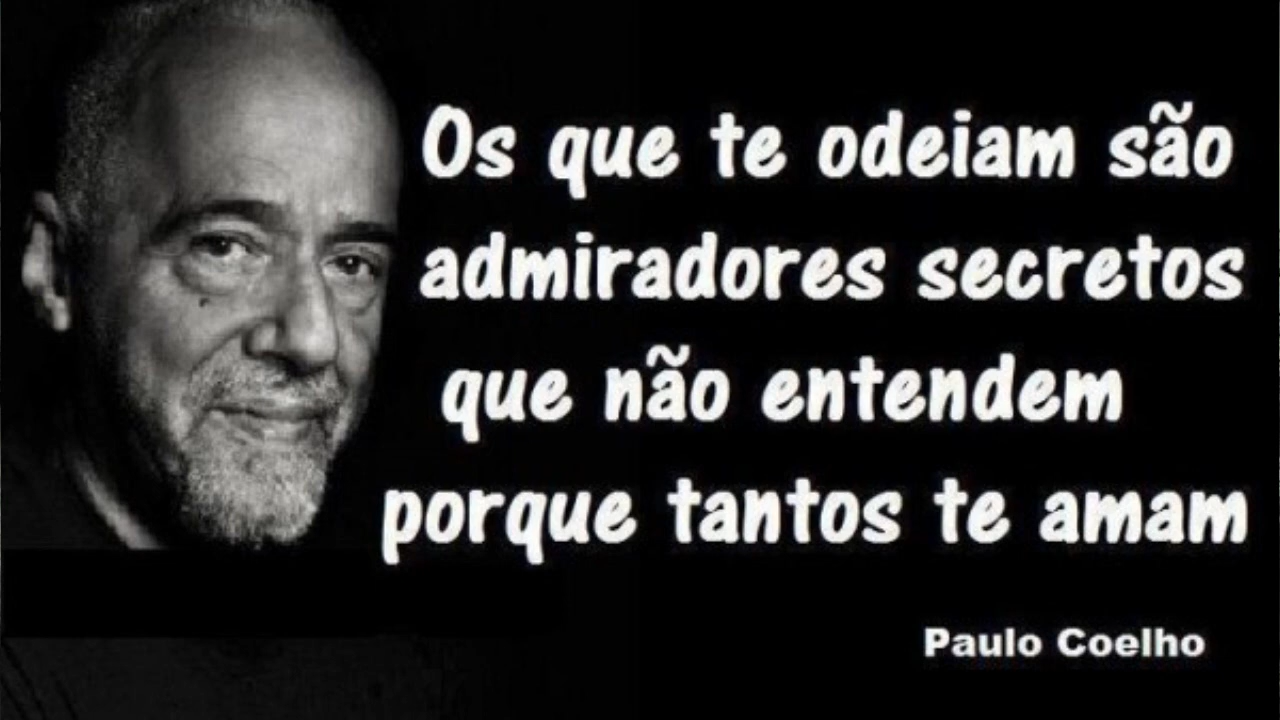 Os que te odeiam são
admiradores secretos
que não entendem
porque tantos te amam
Paulo Coelho